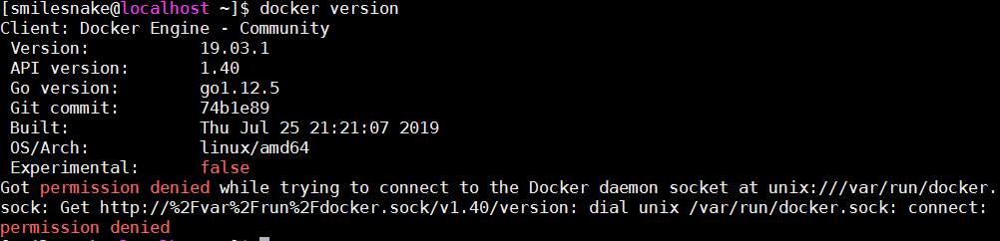 [smilesnake@localhost ~]$ docker version
Client: Docker Engine - Community
 Version:           19.03.1
 API version:       1.40
 Go version:        go1.12.5
 Git commit:        74b1e89
 Built:             Thu Jul 25 21:21:07 2019
 OS/Arch:           linux/amd64
 Experimental:      false
Got permission denied while trying to connect to the Docker daemon socket at unix:///var/run/docker.
sock: Get http://%2Fvar%2Frun%2Fdocker.sock/v1.40/version: dial unix /var/run/docker.sock: connect:
permission denied